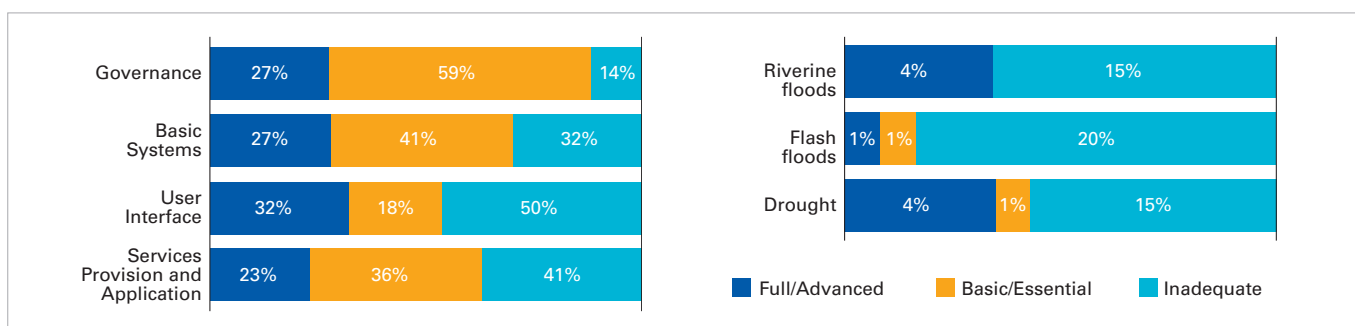 Governance
27%
59%
14%
Basic
Systems
27%
41%
32%
User
Interface
32%
18%
50%
Services
Provision and
Application
23%
36%
41%
Riverine
floods
4%
15%
Flash
floods
1%
1%
20%
Drought
4%
1%
15%
Full/Advanced
Basic/Essential
Inadequate